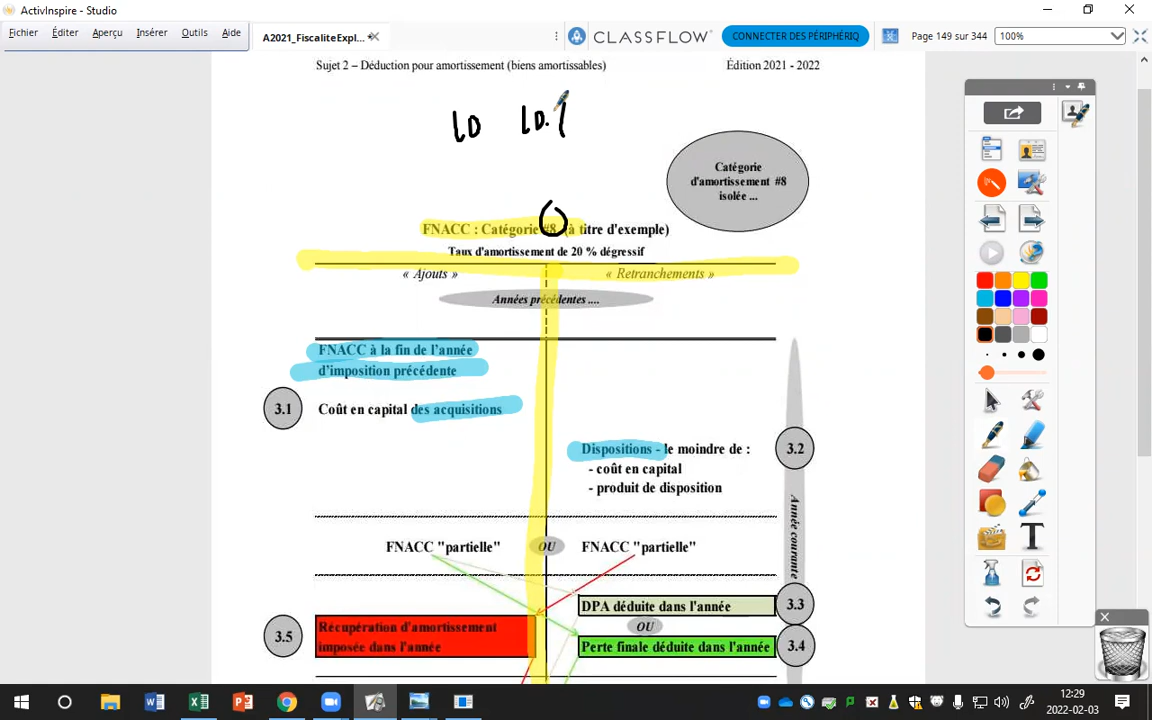 ActivInspire - Studio
Fichier Éditer Aperçu Insérer Outils Aide
A2021_FiscaliteExpl...
CLASSFLOW
CONNECTER DES PÉRIPHÉRIQ
Page 149 sur 344
100%
Sujet 2 – Déduction pour amortissement (biens amortissables)
Édition 2021 - 2022
10 10.1
Catégorie
d'amortissement #8
isolée ...
FNACC : Catégorie #8 (à titre d'exemple)
Taux d'amortissement de 20 % dégressif
« Ajouts »
« Retranchements »
Années précédentes ....
FNACC à la fin de l'année
d'imposition précédente
3.1
Coût en capital des acquisitions
Dispositions - le moindre de :
3.2
- coût en capital
- produit de disposition
Année courante
FNACC "partielle"
OU
FNACC "partielle"
DPA déduite dans l'année
3.3
OU
3.5
Récupération d'amortissement
imposée dans l'année
Perte finale déduite dans l'année
3.4
12:29
2022-02-03